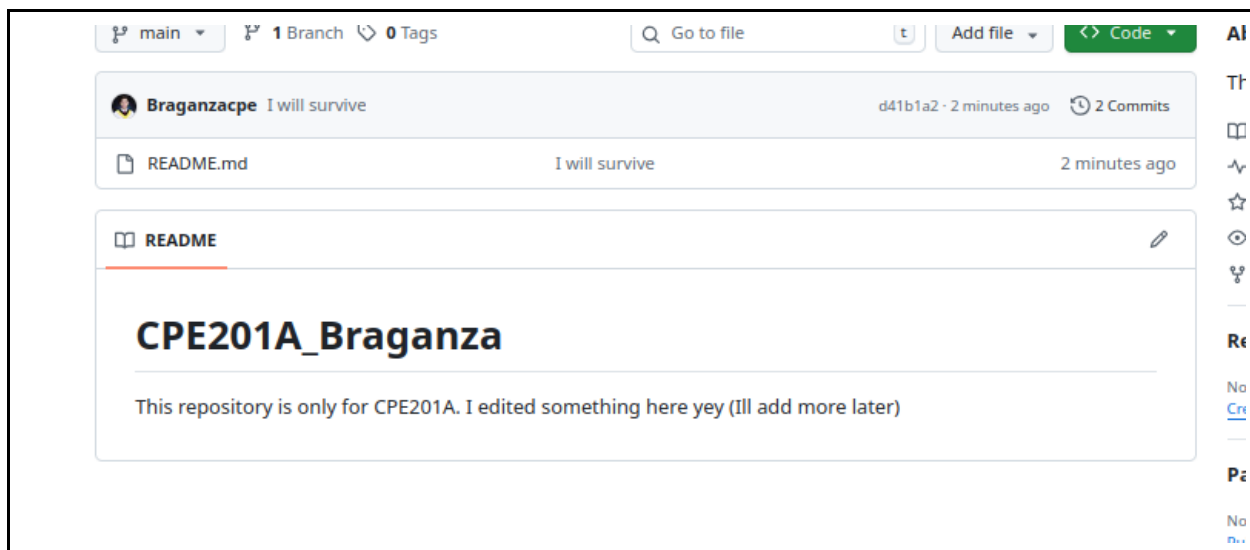 main 1 Branch 0 Tags Go to file t Add file Code
Braganzacpe I will survive d41b1a2 · 2 minutes ago 2 Commits
README.md I will survive 2 minutes ago
README
CPE201A_Braganza
This repository is only for CPE201A. I edited something here yey (Ill add more later)